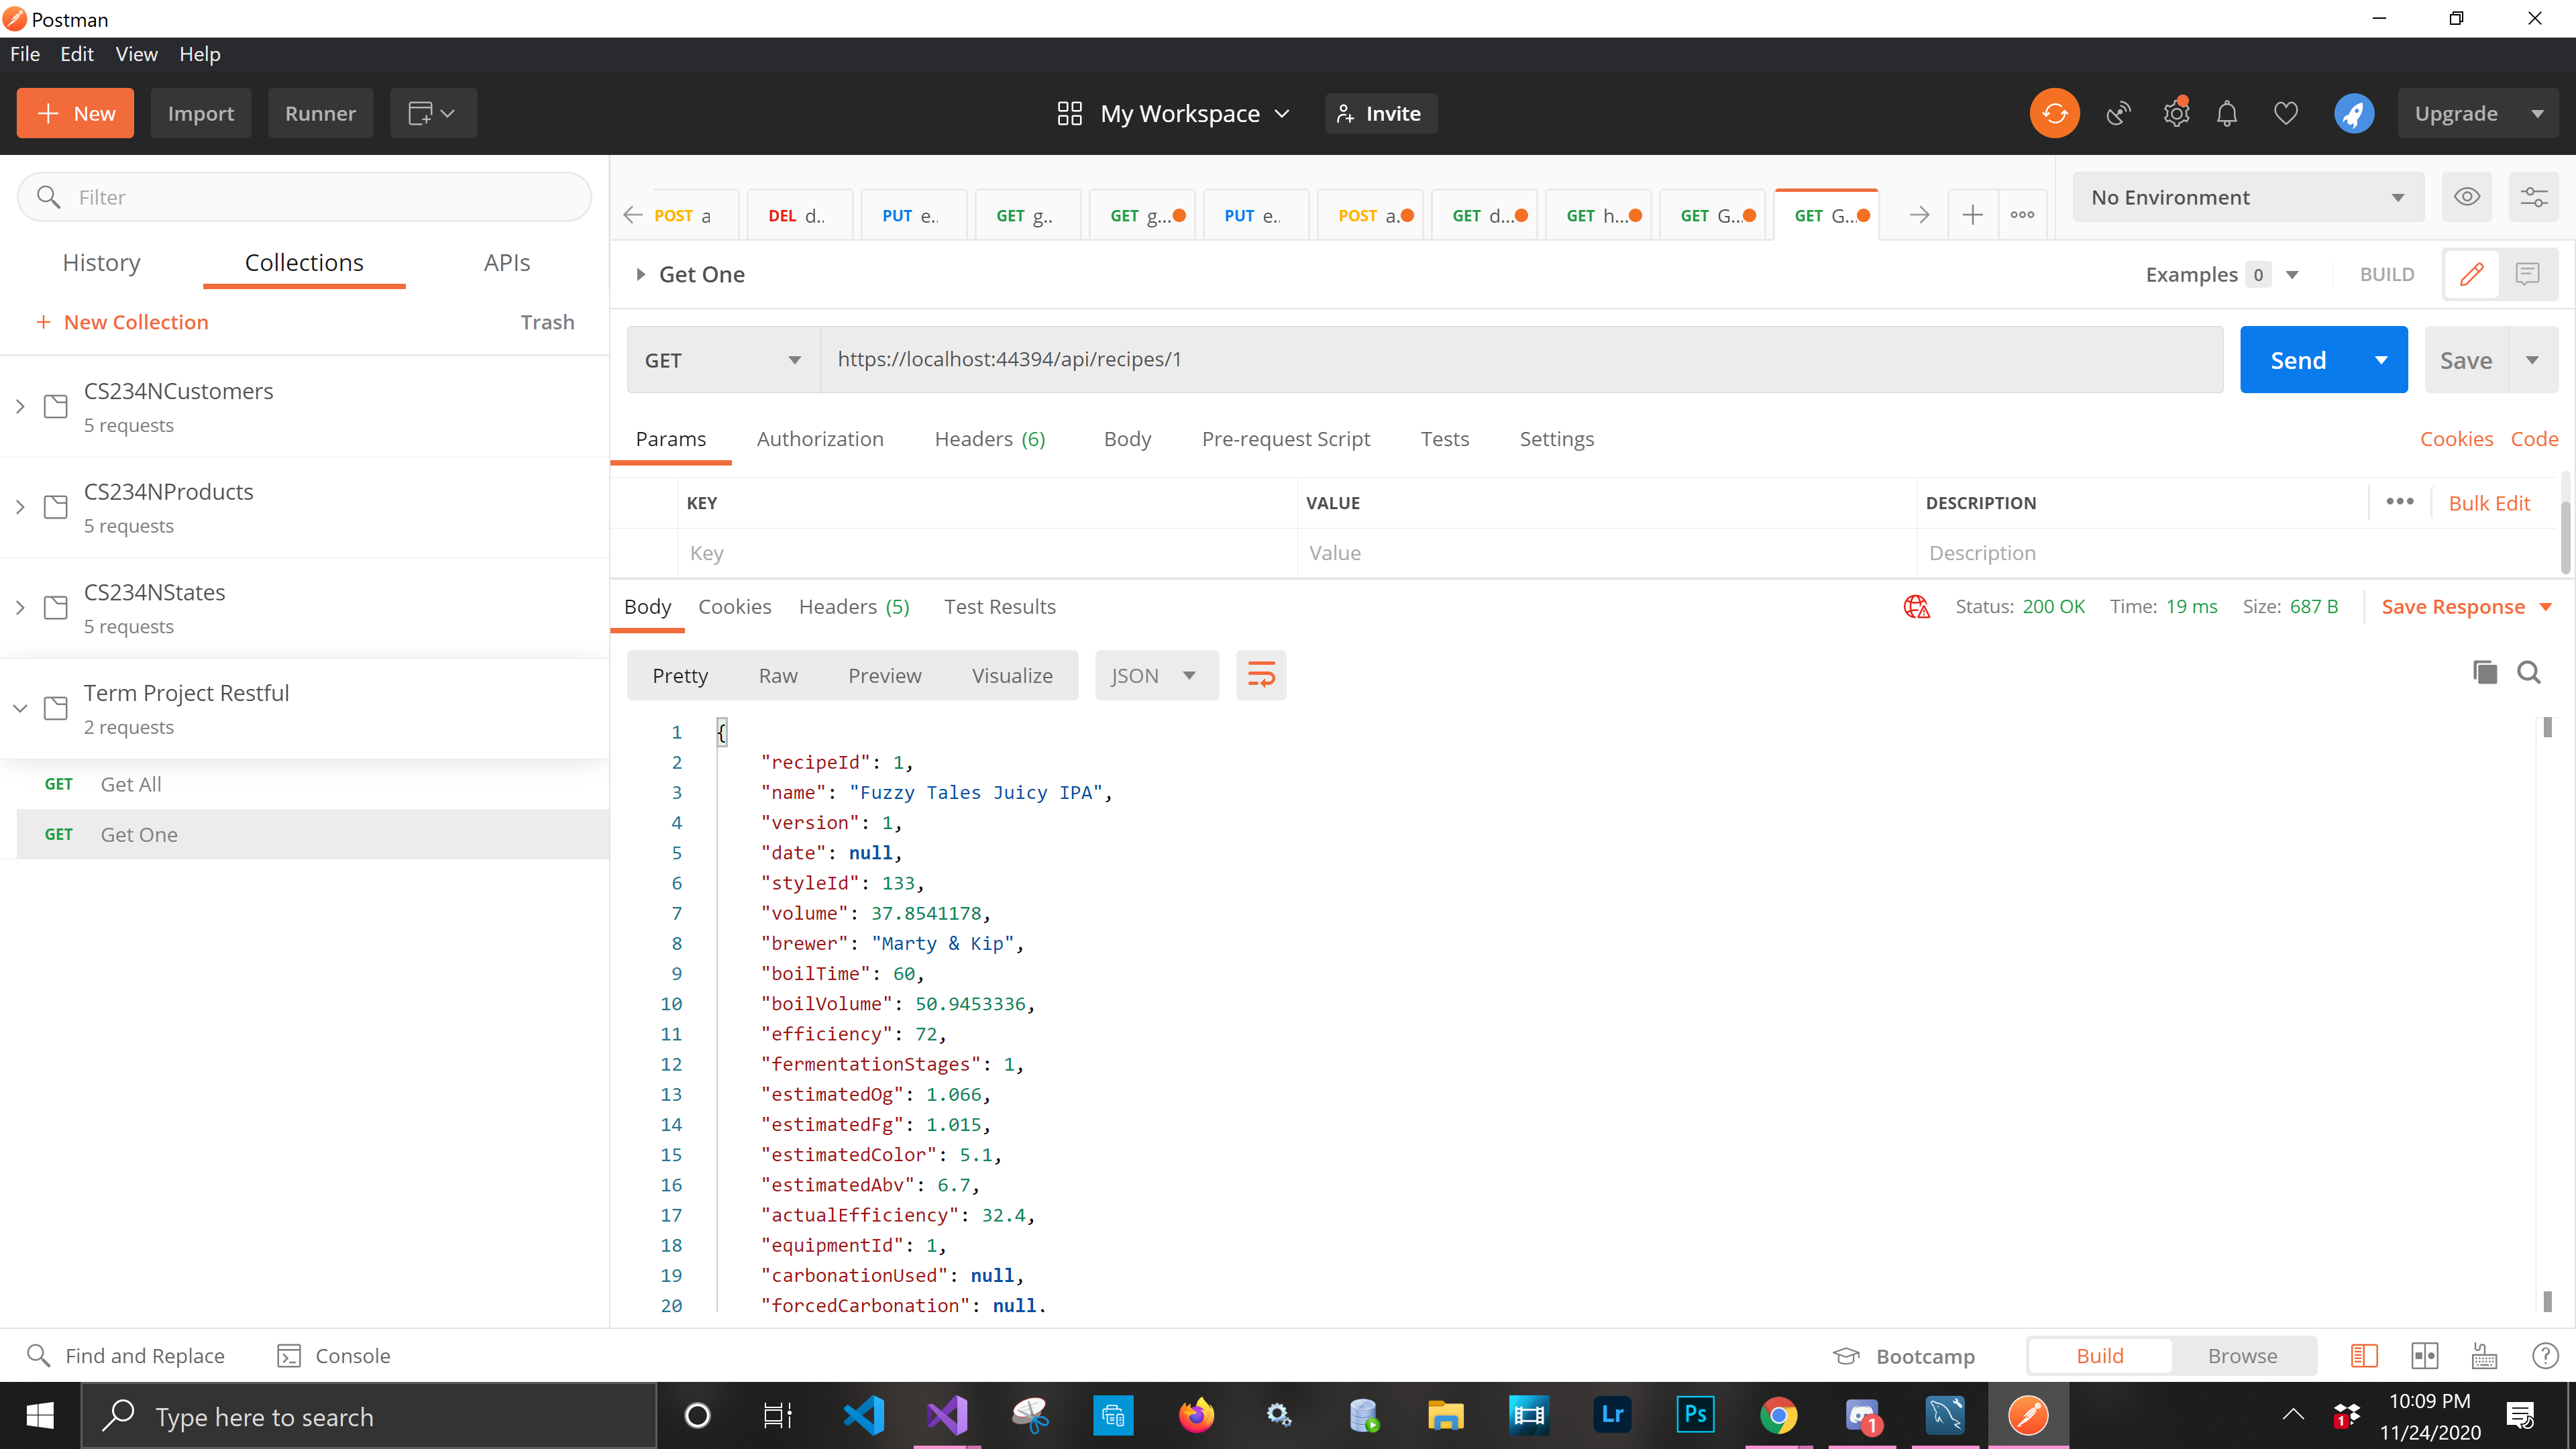 Postman
File Edit View Help
New Import Runner My Workspace Invite Upgrade
Filter
History Collections APIs
New Collection Trash
CS234NCustomers
5 requests
CS234NProducts
5 requests
CS234NStates
5 requests
Term Project Restful
2 requests
GET Get All
GET Get One
POST a DEL d.. PUT e.. GET g.. GET g... PUT e.. POST a... GET d... GET h... GET G... GET G...
No Environment
Get One Examples 0 BUILD
GET https://localhost:44394/api/recipes/1 Send Save
Params Authorization Headers (6) Body Pre-request Script Tests Settings Cookies Code
KEY VALUE DESCRIPTION Bulk Edit
Key Value Description
Body Cookies Headers (5) Test Results Status: 200 OK Time: 19 ms Size: 687 B Save Response
Pretty Raw Preview Visualize JSON
1 {
2 "recipeId": 1,
3 "name": "Fuzzy Tales Juicy IPA",
4 "version": 1,
5 "date": null,
6 "styleId": 133,
7 "volume": 37.8541178,
8 "brewer": "Marty & Kip",
9 "boilTime": 60,
10 "boilVolume": 50.9453336,
11 "efficiency": 72,
12 "fermentationStages": 1,
13 "estimatedOg": 1.066,
14 "estimatedFg": 1.015,
15 "estimatedColor": 5.1,
16 "estimatedAbv": 6.7,
17 "actualEfficiency": 32.4,
18 "equipmentId": 1,
19 "carbonationUsed": null,
20 "forcedCarbonation": null,
Find and Replace Console Bootcamp Build Browse
Type here to search Lr Ps 1 1 10:09 PM
11/24/2020